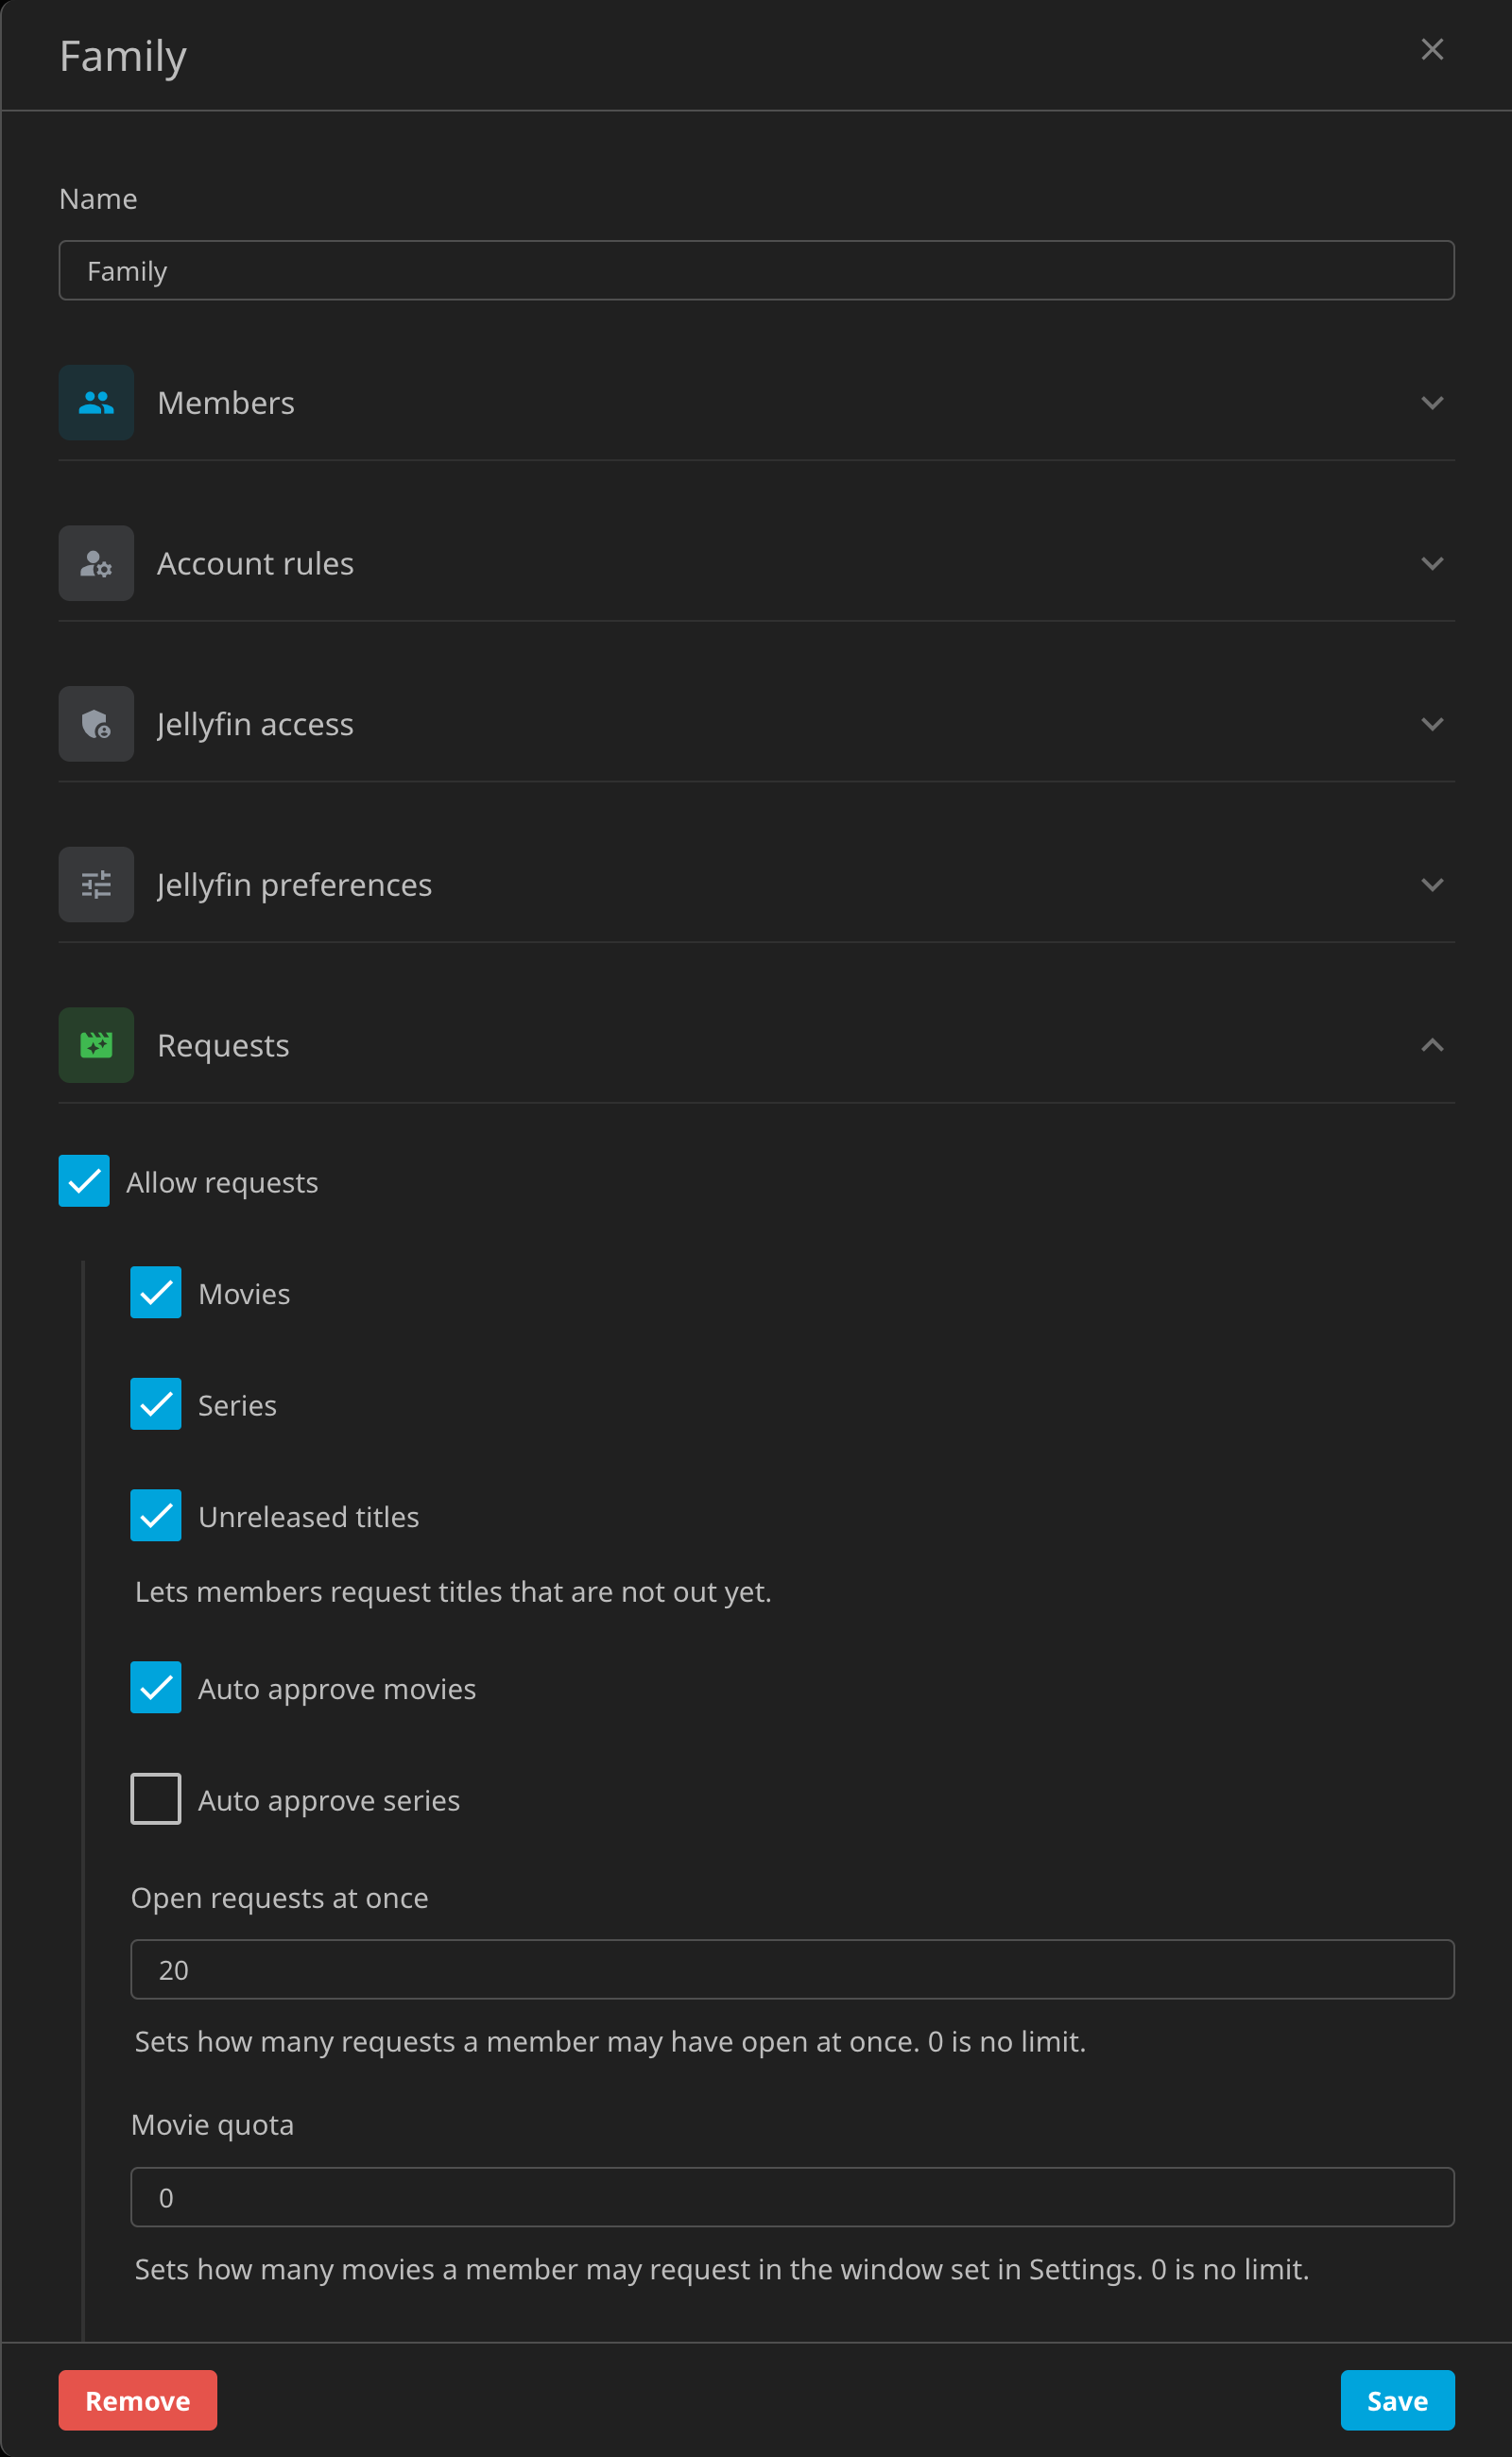 Family
Name
Family
Members
Account rules
Jellyfin access
Jellyfin preferences
Requests
Allow requests
Movies
Series
Unreleased titles
Lets members request titles that are not out yet.
Auto approve movies
Auto approve series
Open requests at once
20
Sets how many requests a member may have open at once. 0 is no limit.
Movie quota
0
Sets how many movies a member may request in the window set in Settings. 0 is no limit.
Remove
Save